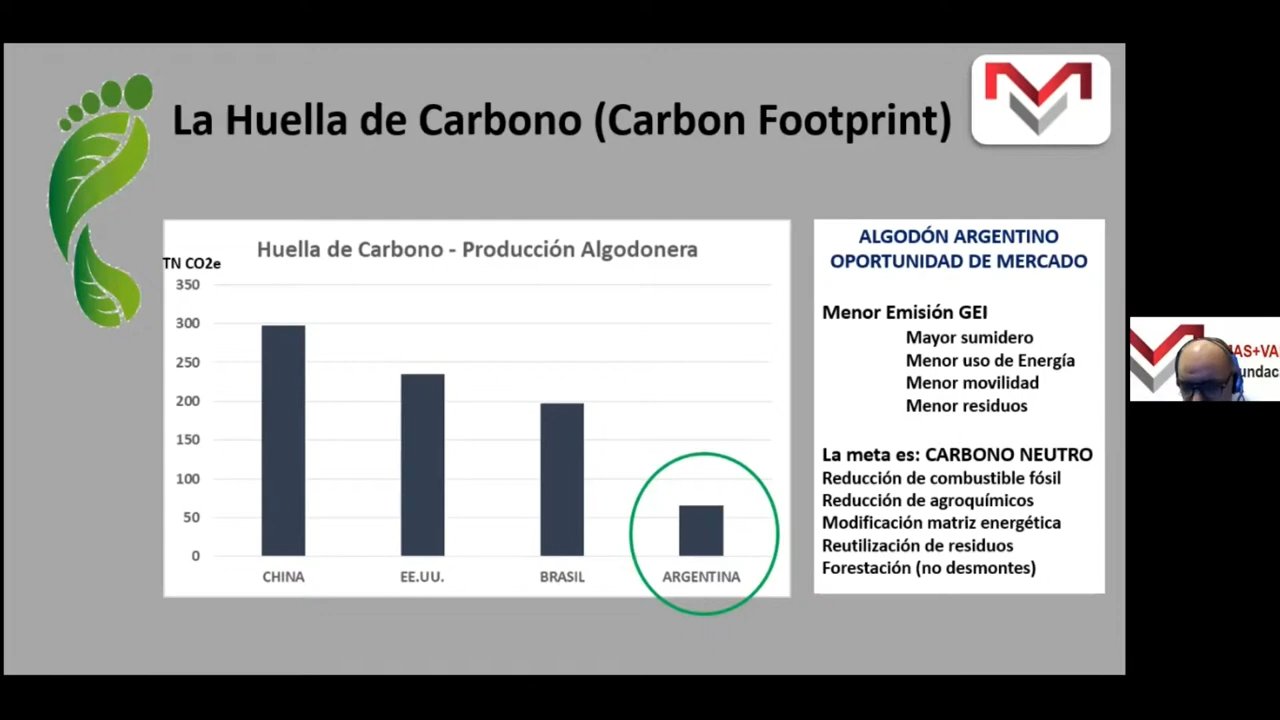 La Huella de Carbono (Carbon Footprint)
Huella de Carbono - Producción Algodonera
TN CO2e
350
300
250
200
150
100
50
0
CHINA
EE.UU.
BRASIL
ARGENTINA
ALGODÓN ARGENTINO
OPORTUNIDAD DE MERCADO
Menor Emisión GEI
Mayor sumidero
Menor uso de Energía
Menor movilidad
Menor residuos
La meta es: CARBONO NEUTRO
Reducción de combustible fósil
Reducción de agroquímicos
Modificación matriz energética
Reutilización de residuos
Forestación (no desmontes)